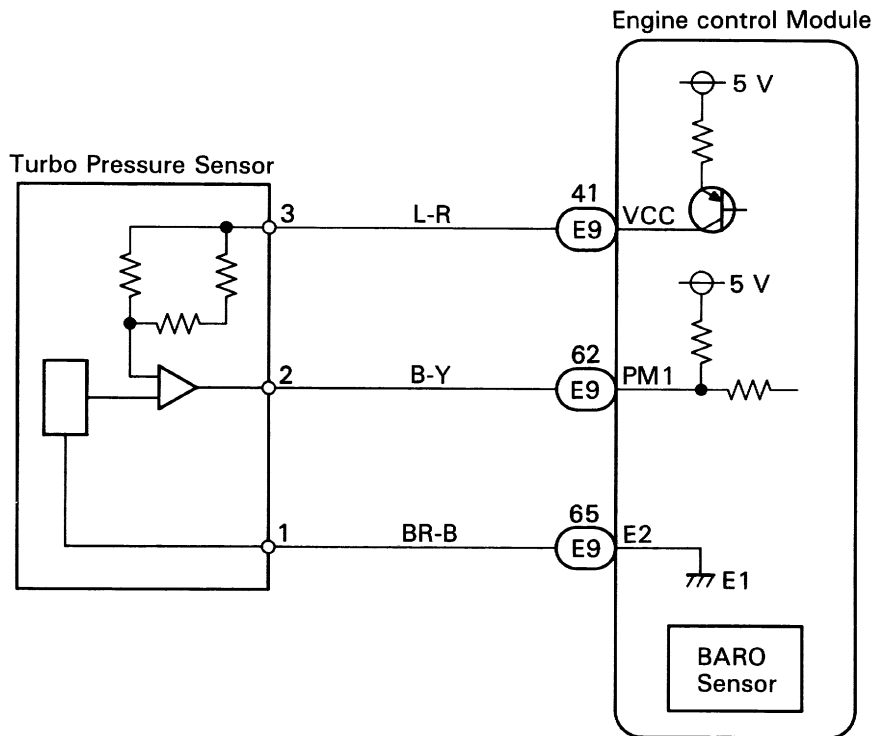 Engine control Module
5 V
Turbo Pressure Sensor
3
L-R
41
E9
VCC
5 V
2
B-Y
62
E9
PM1
1
BR-B
65
E9
E2
E1
BARO
Sensor